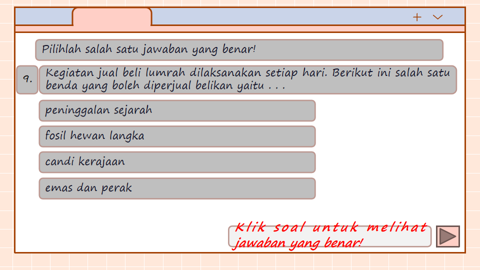 Pilihlah salah satu jawaban yang benar!
9. Kegiatan jual beli lumrah dilaksanakan setiap hari. Berikut ini salah satu
benda yang boleh diperjual belikan yaitu . . .
peninggalan sejarah
fosil hewan langka
candi kerajaan
emas dan perak
Klik soal untuk melihat
jawaban yang benar!